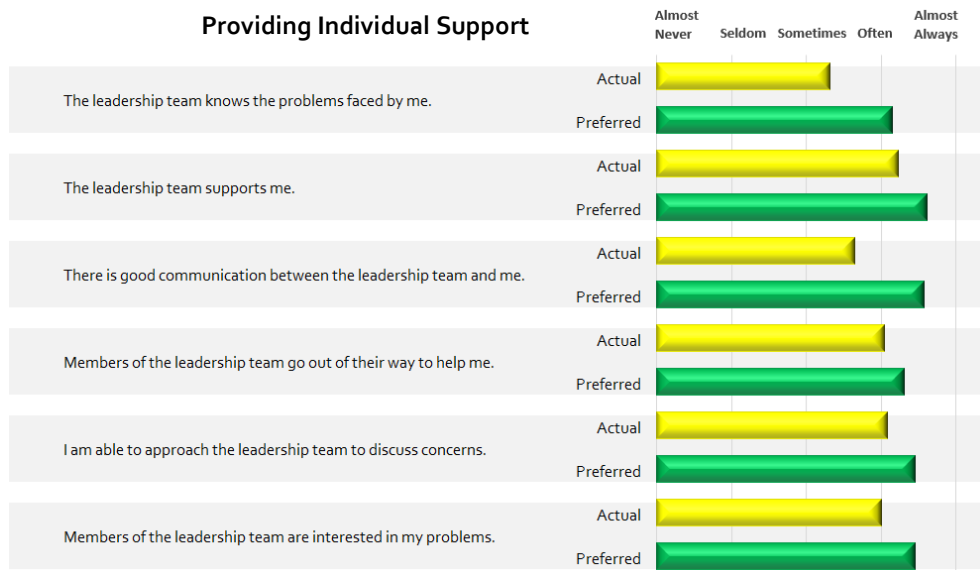 Providing Individual Support
Almost Never
Seldom
Sometimes
Often
Almost Always
The leadership team knows the problems faced by me.
Actual
Preferred
The leadership team supports me.
Actual
Preferred
There is good communication between the leadership team and me.
Actual
Preferred
Members of the leadership team go out of their way to help me.
Actual
Preferred
I am able to approach the leadership team to discuss concerns.
Actual
Preferred
Members of the leadership team are interested in my problems.
Actual
Preferred